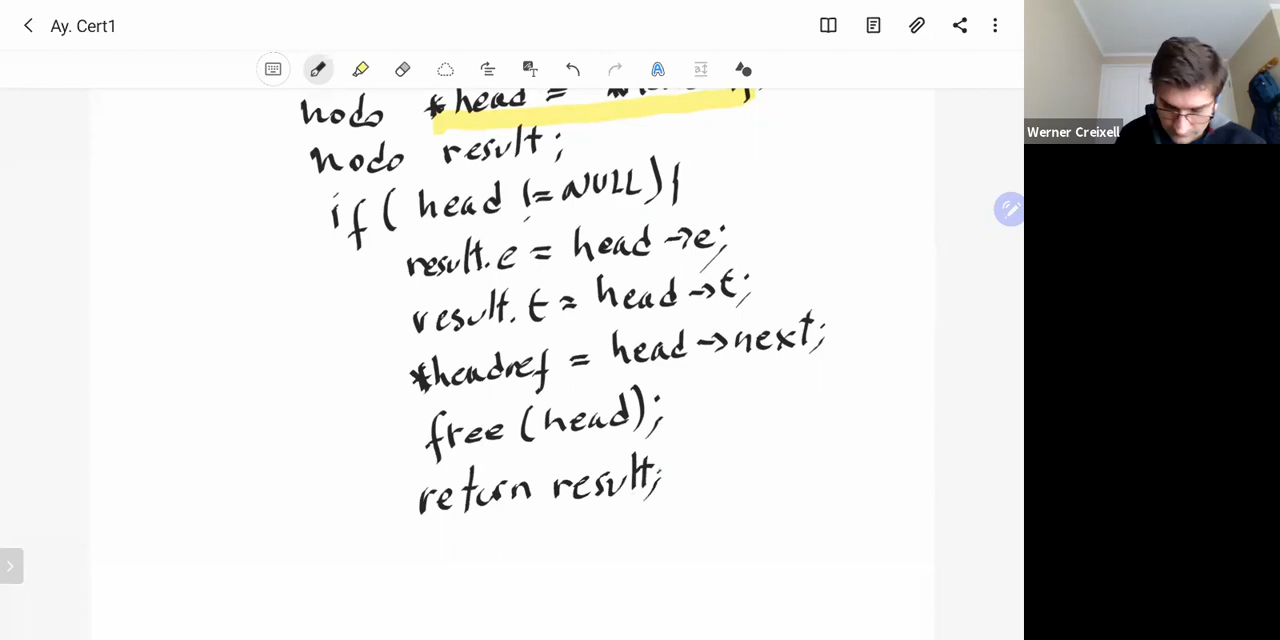 Ay. Cert1
nodo *head =
nodo result;
if( head != NULL){
result.e = head->e;
result.t = head->t;
*headref = head->next;
free(head);
return result;
Werner Creixell